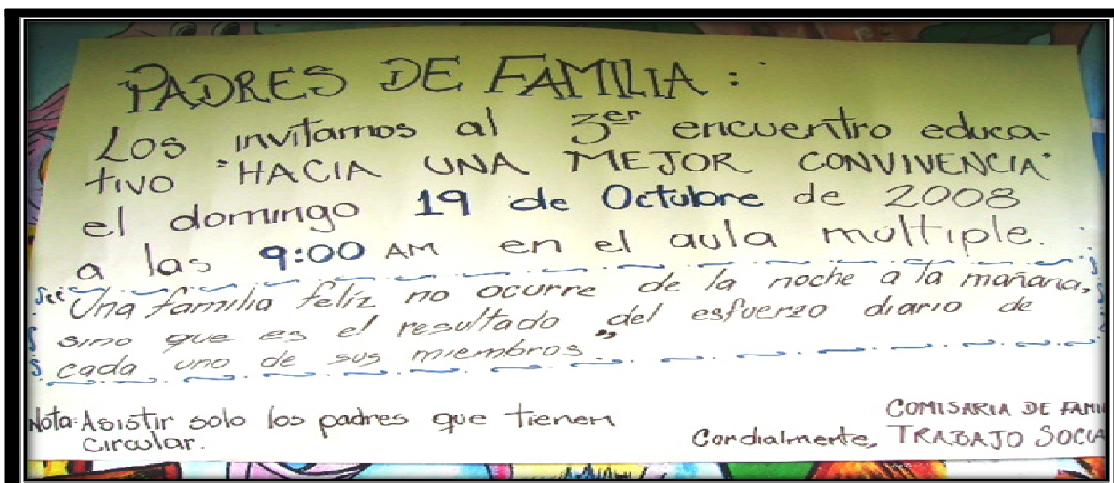 PADRES DE FAMILIA:
Los invitamos al 3er encuentro educa-
tivo "HACIA UNA MEJOR CONVIVENCIA"
el domingo 19 de Octubre de 2008
a las 9:00 AM en el aula multiple.
"Una familia feliz no ocurre de la noche a la mañana,
sino que es el resultado del esfuerzo diario de
cada uno de sus miembros."
Nota: Asistir solo los padres que tienen
circular.
COMISARIA DE FAMI
Cordialmente, TRABAJO SOCIA